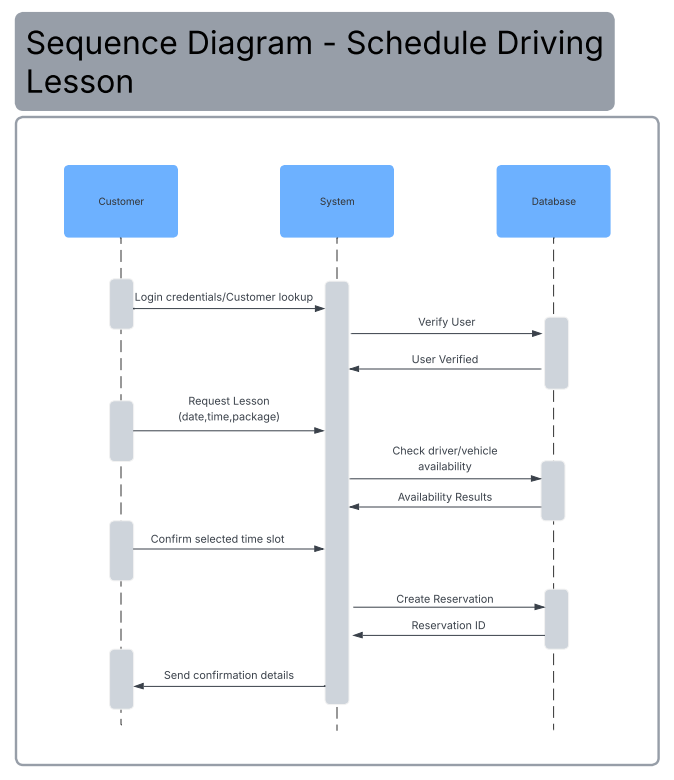 Sequence Diagram - Schedule Driving
Lesson
Customer
System
Database
Login credentials/Customer lookup
Verify User
User Verified
Request Lesson
(date,time,package)
Check driver/vehicle
availability
Availability Results
Confirm selected time slot
Create Reservation
Reservation ID
Send confirmation details